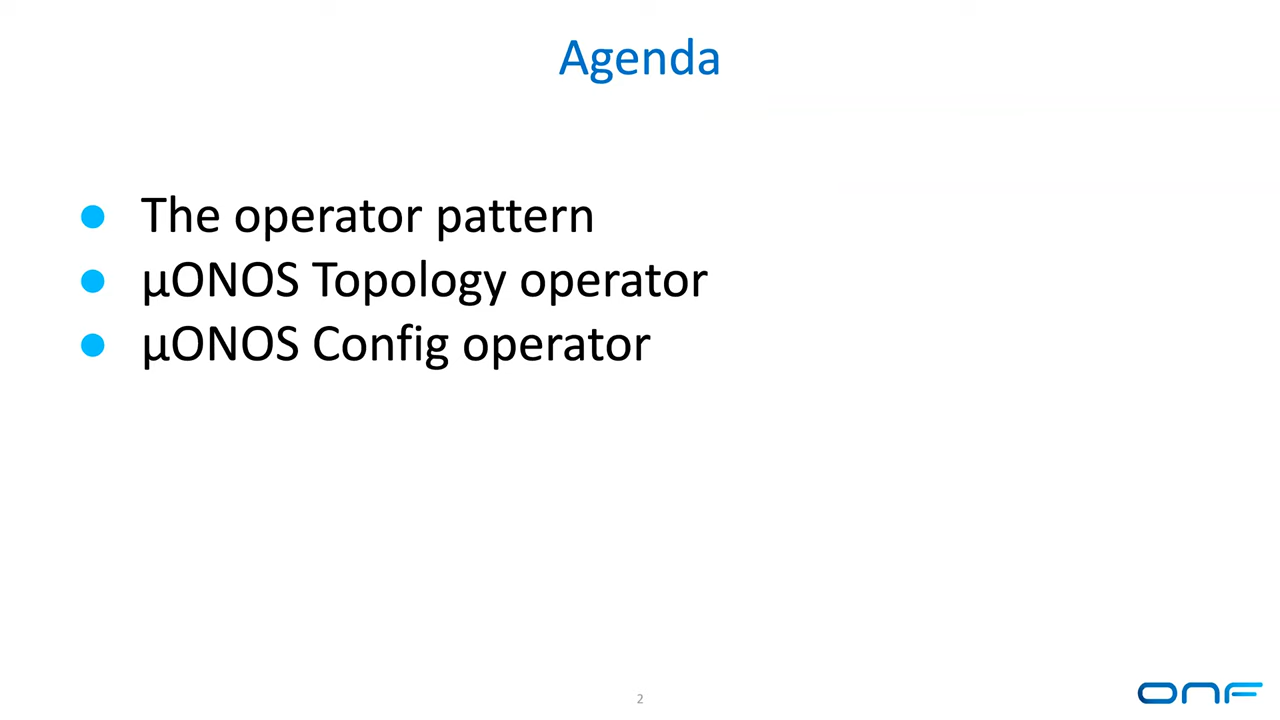 Agenda
● The operator pattern
● µONOS Topology operator
● µONOS Config operator
2
ONF